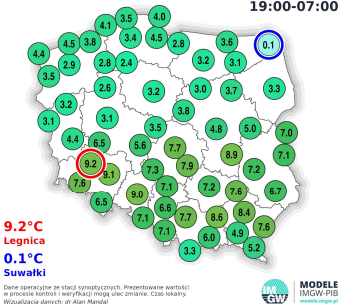 19:00-07:00
4.1 3.5 4.0
4.4 4.5 3.8 3.4 4.5 2.8 3.6 0.1
3.5 2.9 2.8 2.4 3.2 3.1
3.2 2.6 3.2 3.0 3.7 3.3
3.1 3.1 3.8
4.4 6.5 5.6 3.5 4.8 5.0 7.0
9.2 9.1 7.6 7.3 7.7 7.9 8.9 7.2 7.1
6.5 9.0 7.1 7.2 7.6 6.7
7.1 6.6 7.7 8.6 8.4 7.6
7.1 3.3 6.0 4.9 5.2
9.2°C
Legnica
0.1°C
Suwałki
Dane operacyjne ze stacji synoptycznych. Prezentowane wartości
w procesie kontroli i weryfikacji mogą ulec zmianie. Czas lokalny.
Wizualizacja danych: dr Alan Mandal
IM
GW
MODELE
IMGW-PIB
modele.imgw.pl